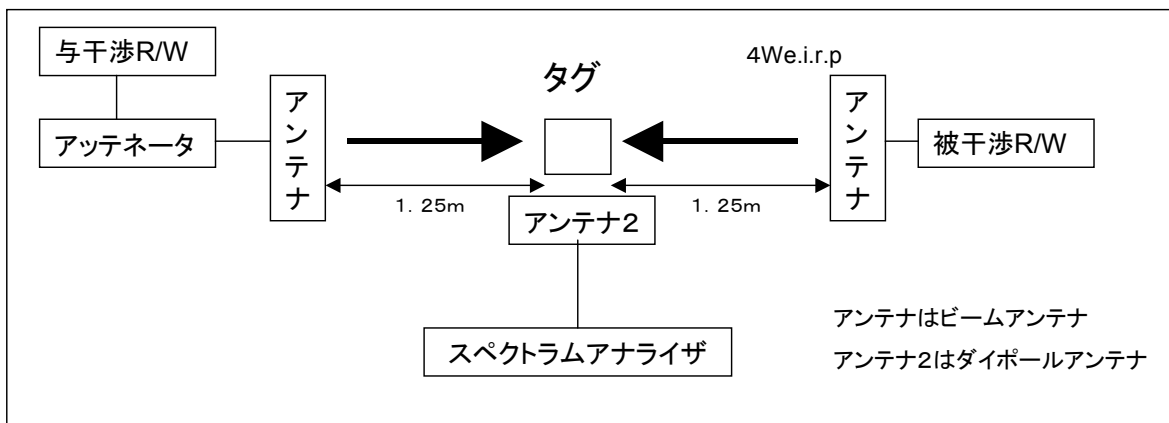 与干渉R/W
アッテネータ
アンテナ
タグ
4We.i.r.p
アンテナ
被干渉R/W
1．25m
1．25m
アンテナ2
スペクトラムアナライザ
アンテナはビームアンテナ
アンテナ2はダイポールアンテナ